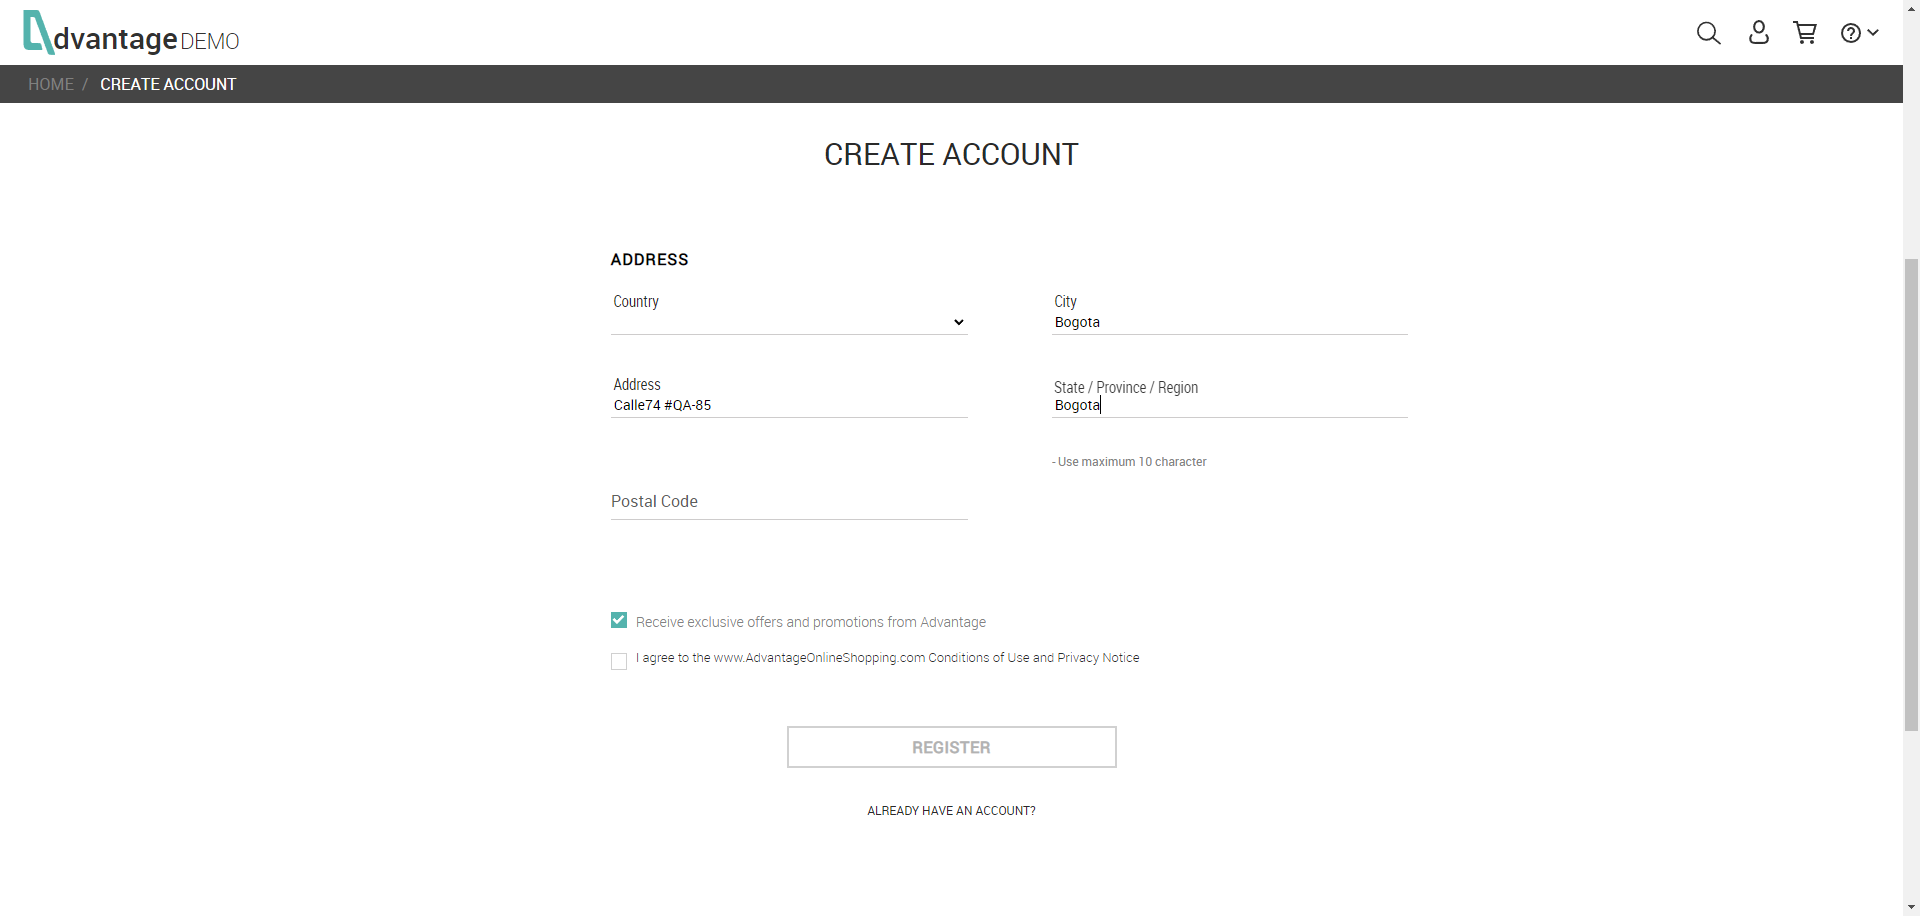 dvantage DEMO
HOME / CREATE ACCOUNT
CREATE ACCOUNT
ADDRESS
Country
City
Bogota
Address
Calle74 #QA-85
State / Province / Region
Bogota
- Use maximum 10 character
Postal Code
Receive exclusive offers and promotions from Advantage
I agree to the www.AdvantageOnlineShopping.com Conditions of Use and Privacy Notice
REGISTER
ALREADY HAVE AN ACCOUNT?